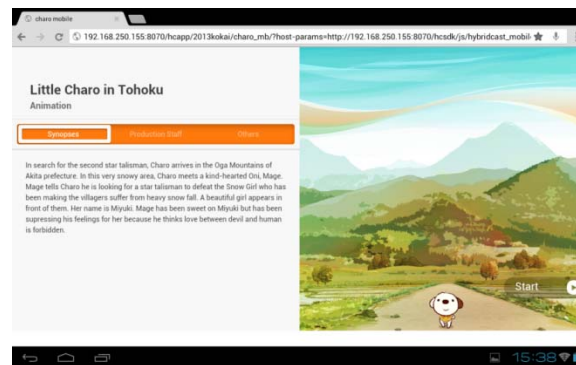 charo mobile
192.168.250.155:8070/hcapp/2013kokai/charo_mb/?host-params=http://192.168.250.155:8070/hcsdk/js/hybridcast_mobil
Little Charo in Tohoku
Animation
Synopses Production Staff Others
In search for the second star talisman, Charo arrives in the Oga Mountains of
Akita prefecture. In this very snowy area, Charo meets a kind-hearted Oni, Mage.
Mage tells Charo he is looking for a star talisman to defeat the Snow Girl who has
been making the villagers suffer from heavy snow fall. A beautiful girl appears in
front of them. Her name is Miyuki. Mage has been sweet on Miyuki but has been
supressing his feelings for her because he thinks love between devil and human
is forbidden.
Start
15:38